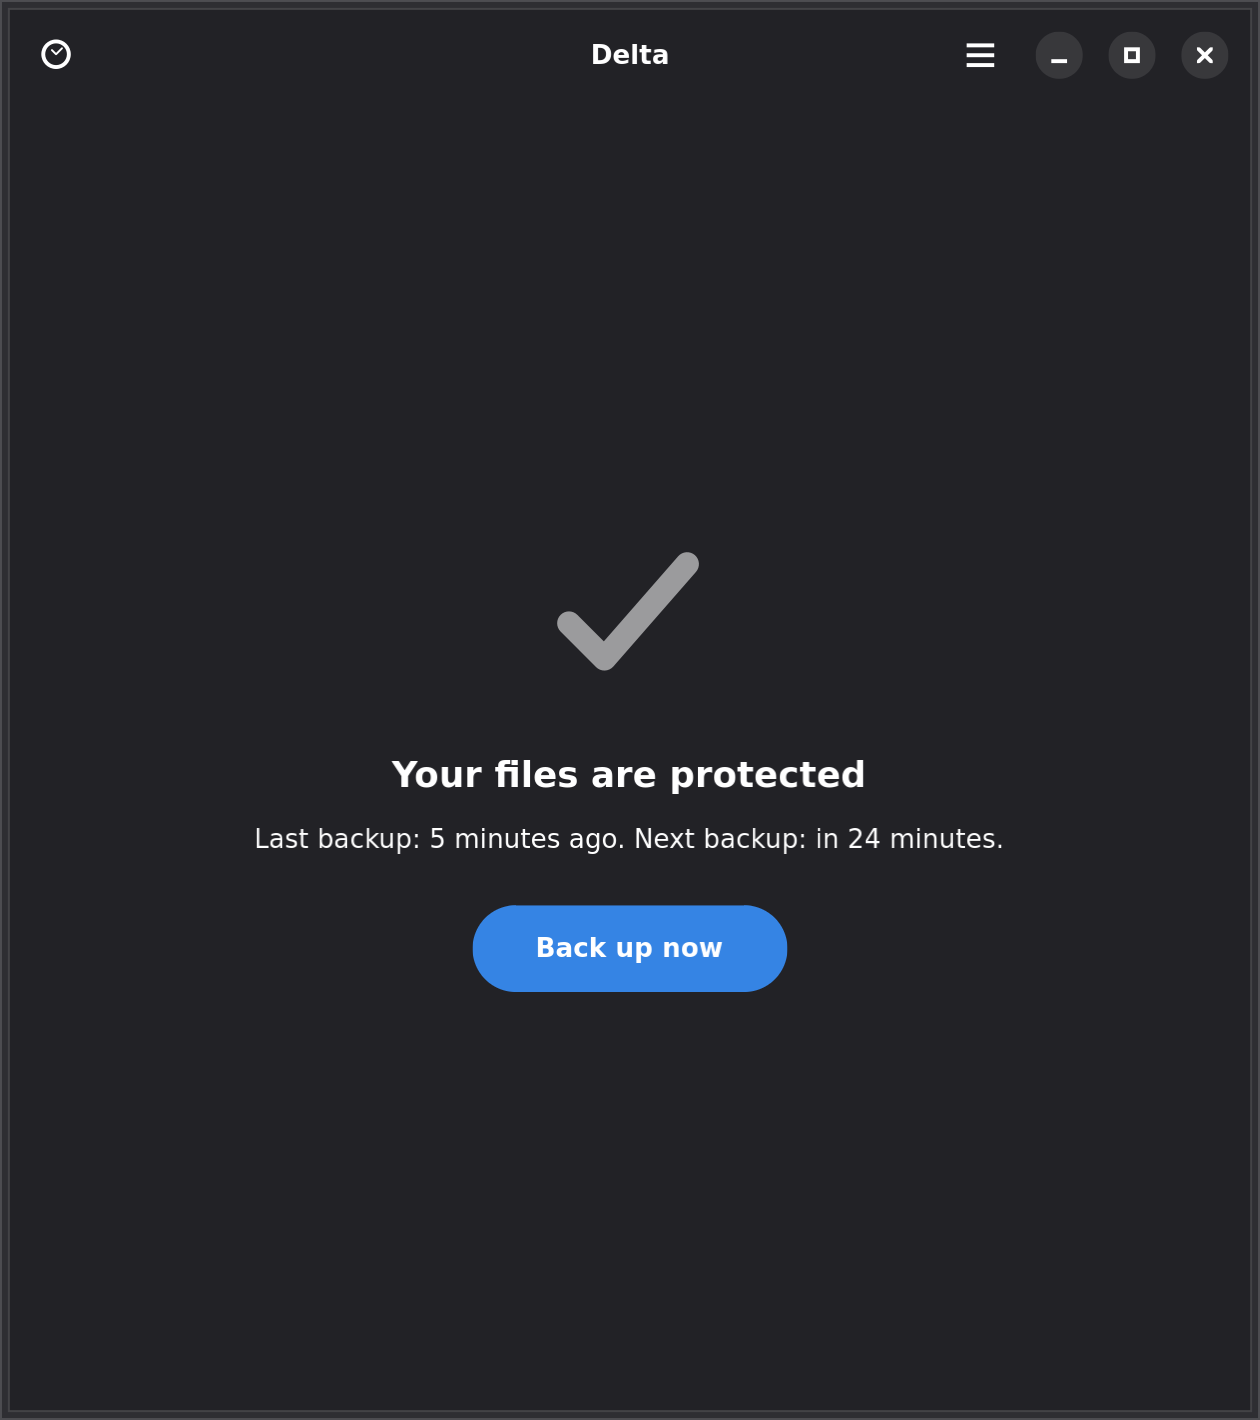 Delta
Your files are protected
Last backup: 5 minutes ago. Next backup: in 24 minutes.
Back up now